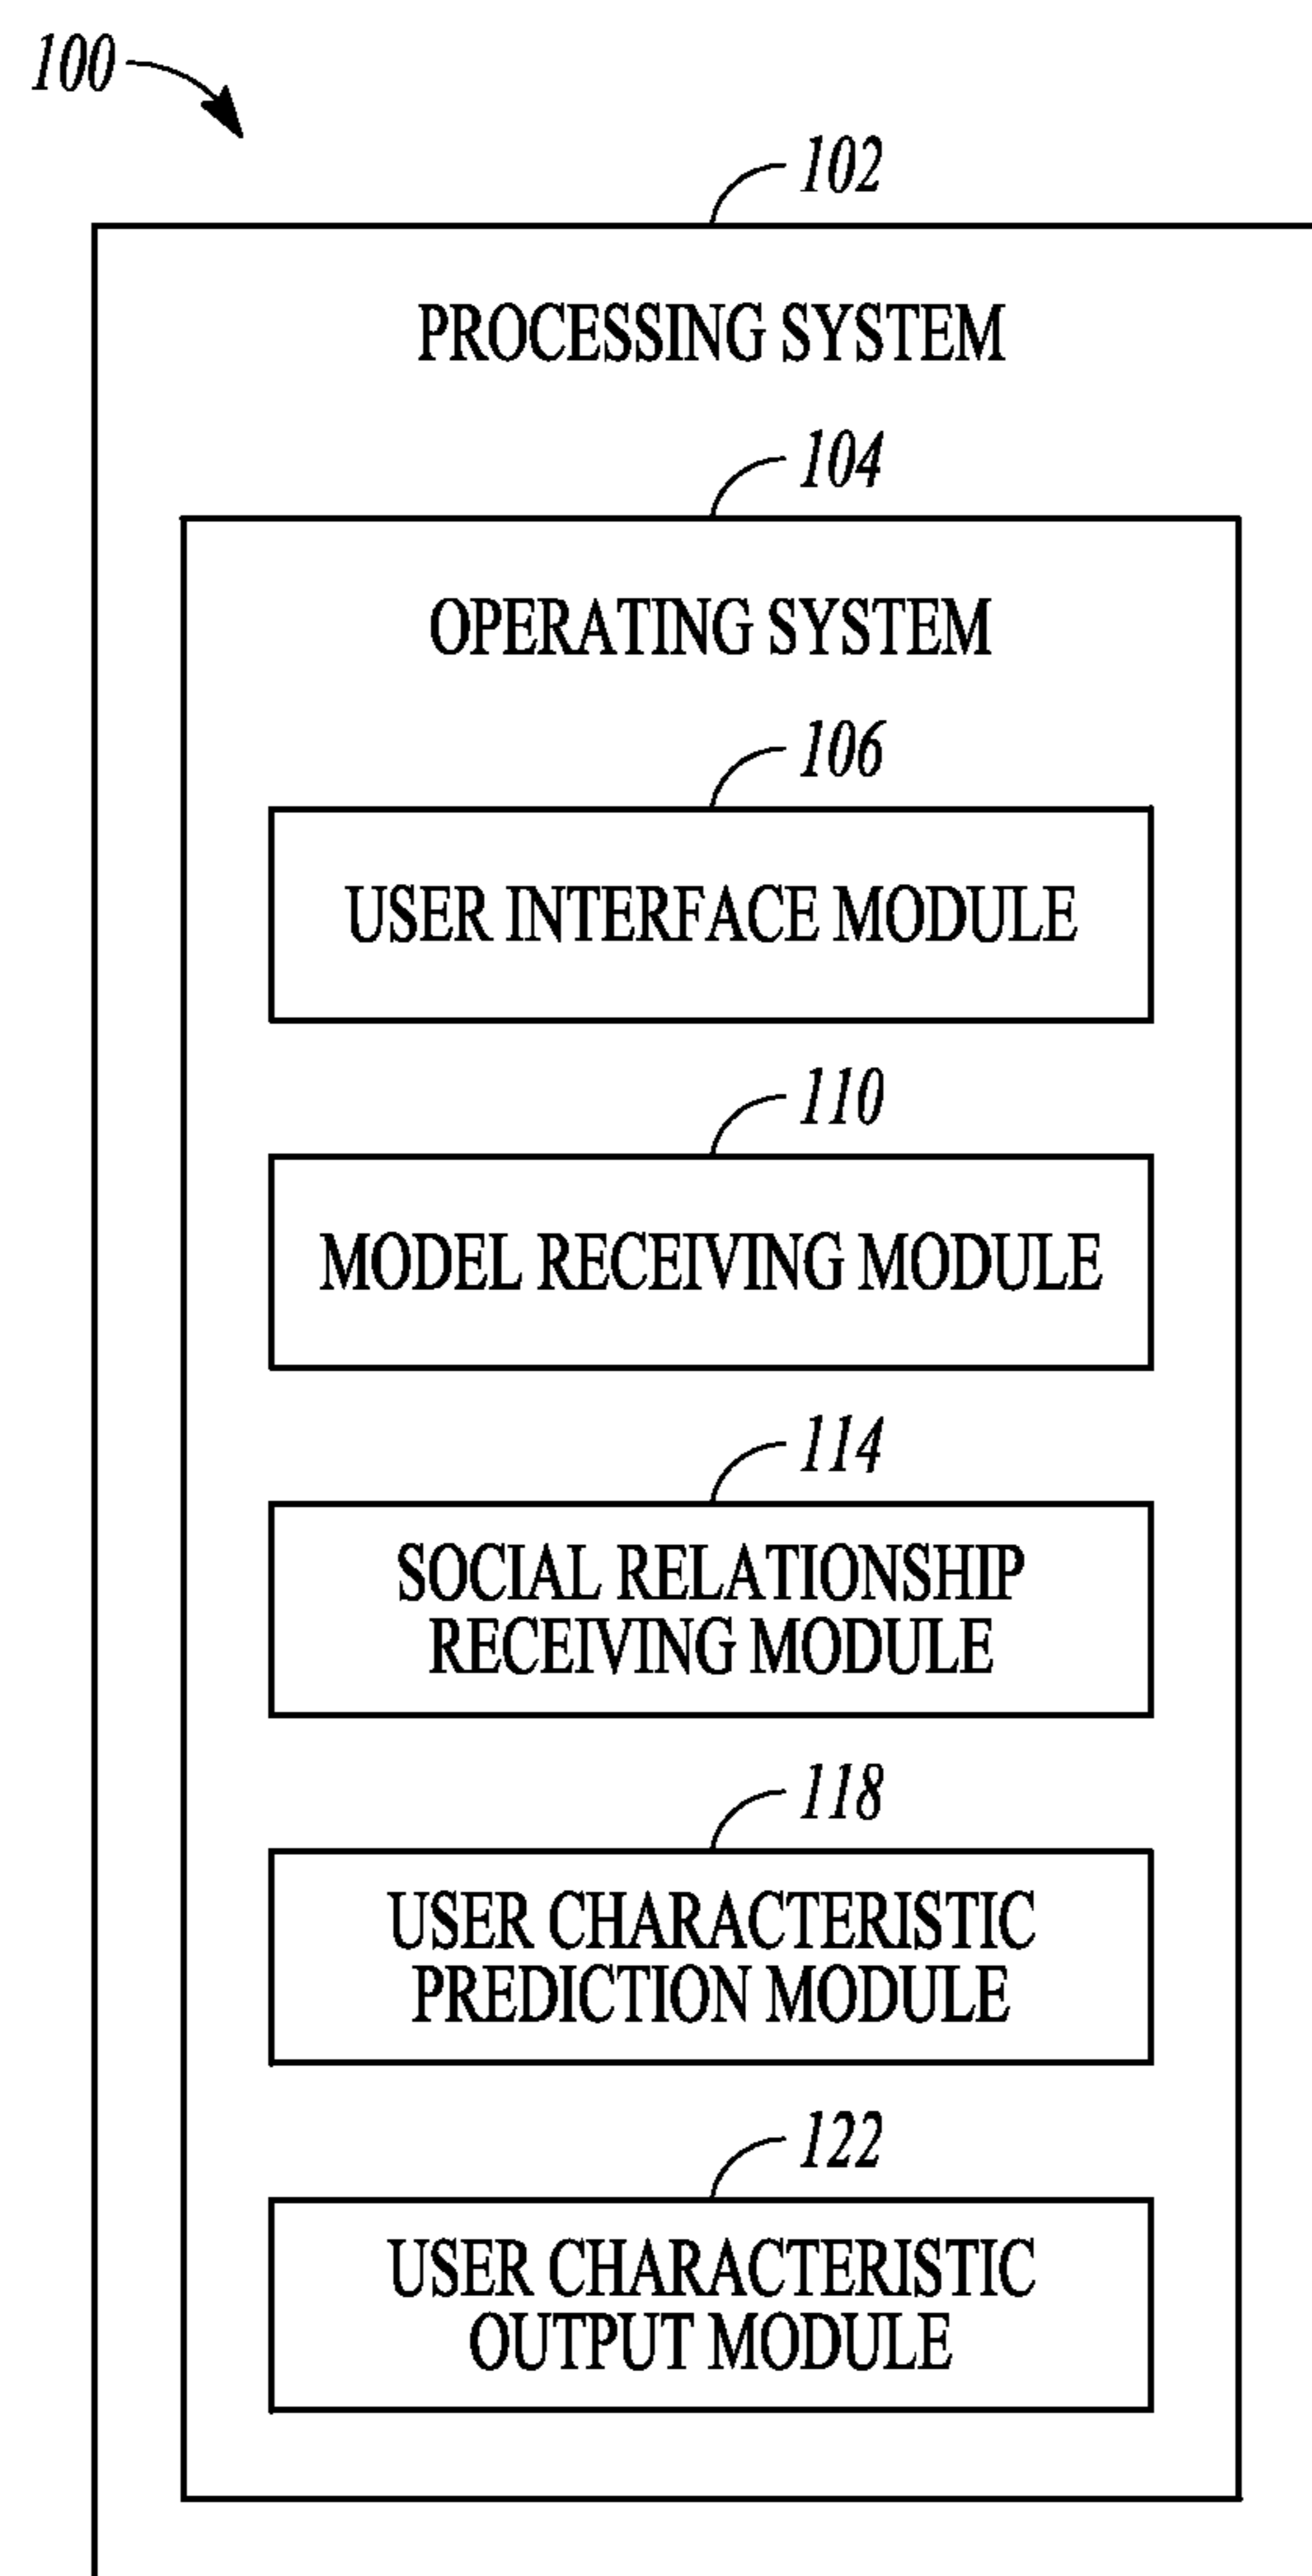 100
102
PROCESSING SYSTEM
104
OPERATING SYSTEM
106
USER INTERFACE MODULE
110
MODEL RECEIVING MODULE
114
SOCIAL RELATIONSHIP
RECEIVING MODULE
118
USER CHARACTERISTIC
PREDICTION MODULE
122
USER CHARACTERISTIC
OUTPUT MODULE